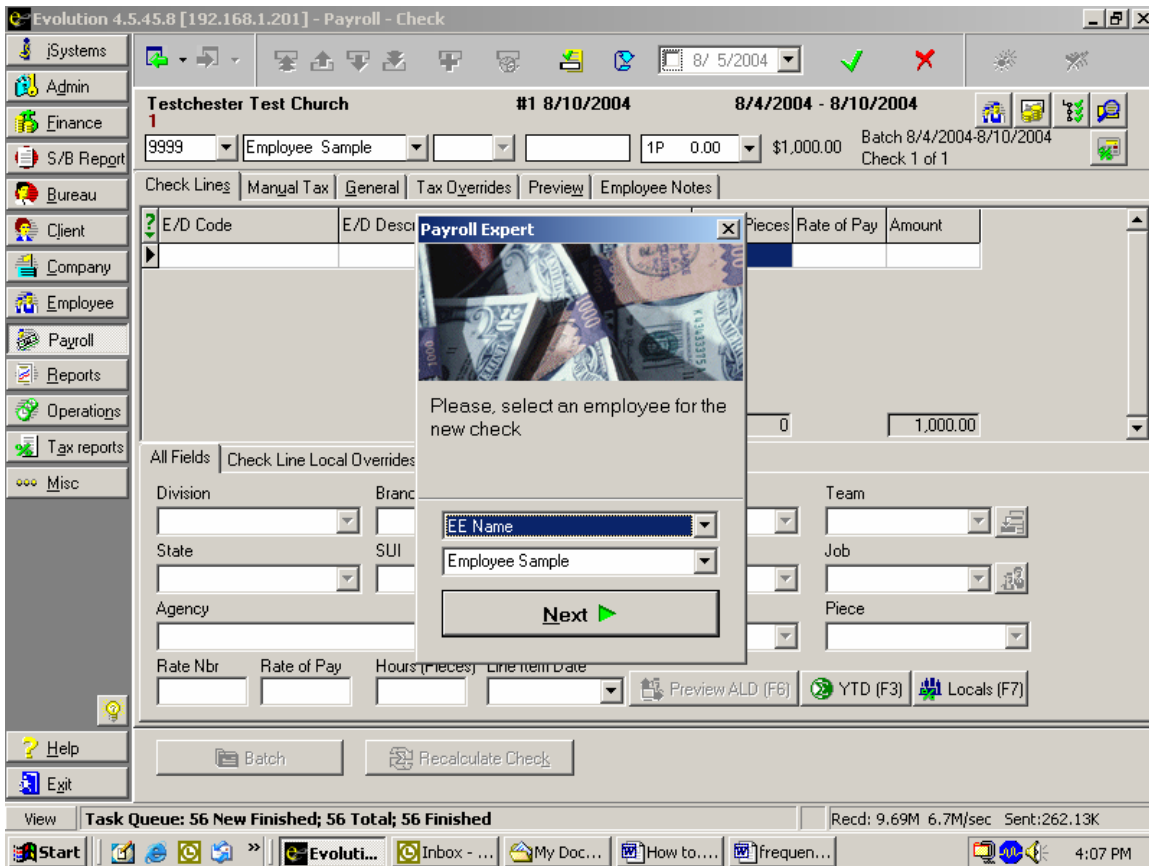 Evolution 4.5.45.8 [192.168.1.201] - Payroll - Check
jSystems
Admin
Finance
S/B Report
Bureau
Client
Company
Employee
Payroll
Reports
Operations
Tax reports
Misc
Help
Exit
8/ 5/2004
Testchester Test Church #1 8/10/2004 8/4/2004 - 8/10/2004
1
9999 Employee Sample 1P 0.00 $1,000.00 Batch 8/4/2004-8/10/2004
Check 1 of 1
Check Lines Manual Tax General Tax Overrides Preview Employee Notes
E/D Code E/D Descr Pieces Rate of Pay Amount
0 1,000.00
Payroll Expert
Please, select an employee for the
new check
EE Name
Employee Sample
Next
All Fields Check Line Local Overrides
Division Branc Team
State SUI Job
Agency Piece
Rate Nbr Rate of Pay Hours (Pieces) Line Item Date
Preview ALD (F6) YTD (F3) Locals (F7)
Batch Recalculate Check
View Task Queue: 56 New Finished; 56 Total; 56 Finished Recd: 9.69M 6.7M/sec Sent:262.13K
Start » Evoluti... Inbox - ... My Doc... How to.... frequen... 4:07 PM